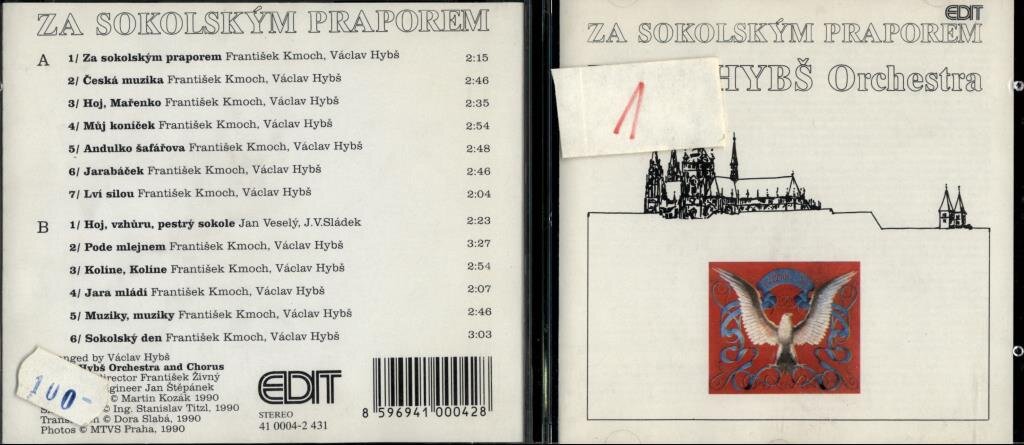 ZA SOKOLSKÝM PRAPOREM
A
1/ Za sokolským praporem František Kmoch, Václav Hybš 2:15
2/ Česká muzika František Kmoch, Václav Hybš 2:46
3/ Hoj, Mařenko František Kmoch, Václav Hybš 2:35
4/ Můj koníček František Kmoch, Václav Hybš 2:54
5/ Andulko šafářova František Kmoch, Václav Hybš 2:48
6/ Jarabáček František Kmoch, Václav Hybš 2:46
7/ Lví silou František Kmoch, Václav Hybš 2:04
B
1/ Hoj, vzhůru, pestrý sokole Jan Veselý, J.V.Sládek 2:23
2/ Pode mlejnem František Kmoch, Václav Hybš 3:27
3/ Kolíne, Kolíne František Kmoch, Václav Hybš 2:54
4/ Jara mládí František Kmoch, Václav Hybš 2:07
5/ Muziky, muziky František Kmoch, Václav Hybš 2:46
6/ Sokolský den František Kmoch, Václav Hybš 3:03
by Václav Hybš
Hybš Orchestra and Chorus
František Živný
Jan Štěpánek
© Martin Kozák 1990
© Ing. Stanislav Titzl, 1990
© Dora Slabá, 1990
Photos © MTVS Praha, 1990
100-
EDIT
STEREO
41 0004-2 431
8 596941 000428
EDIT
ZA SOKOLSKÝM PRAPOREM
HYBŠ Orchestra
1